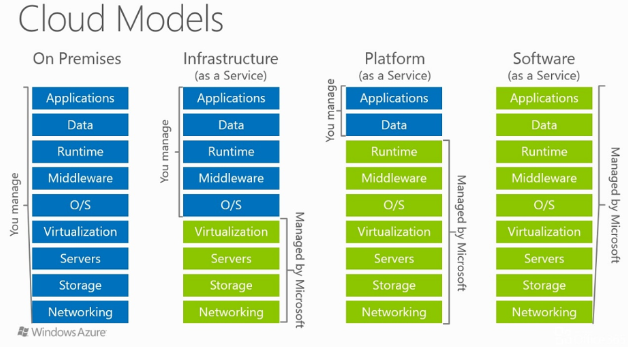 Cloud Models
On Premises
You manage
Applications
Data
Runtime
Middleware
O/S
Virtualization
Servers
Storage
Networking
Infrastructure
(as a Service)
You manage
Applications
Data
Runtime
Middleware
O/S
Virtualization
Servers
Storage
Networking
Managed by Microsoft
Platform
(as a Service)
You manage
Applications
Data
Runtime
Middleware
O/S
Virtualization
Servers
Storage
Networking
Managed by Microsoft
Software
(as a Service)
Applications
Data
Runtime
Middleware
O/S
Virtualization
Servers
Storage
Networking
Managed by Microsoft
Windows Azure